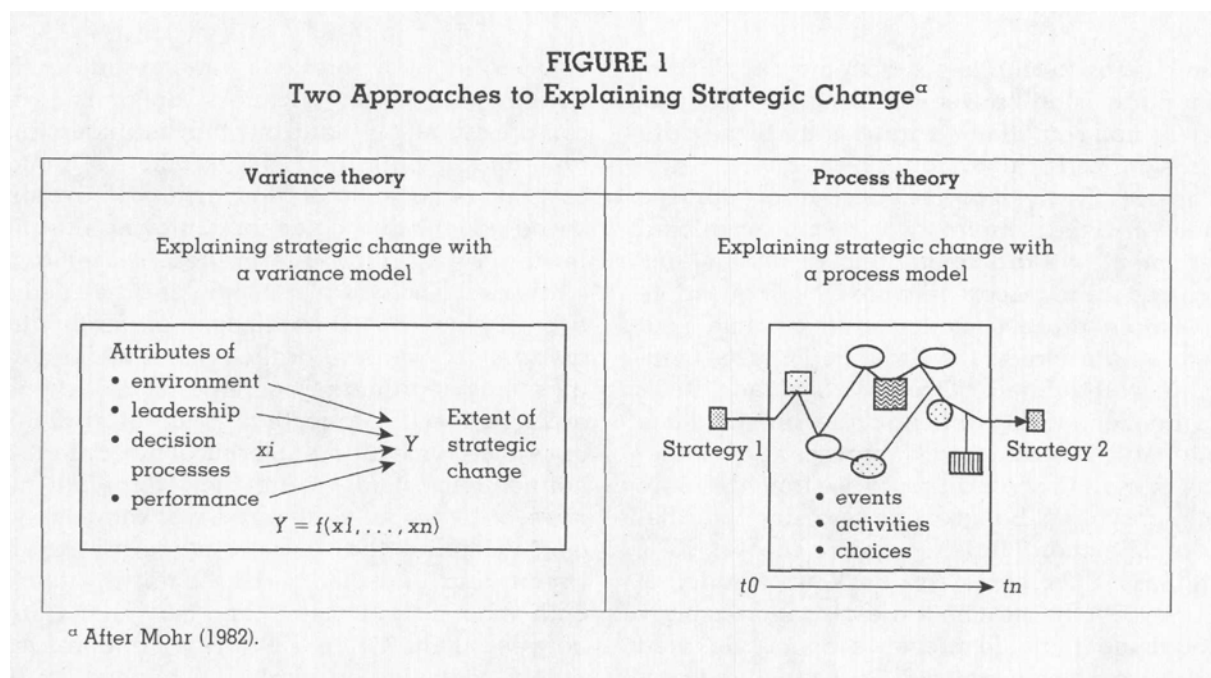 FIGURE 1
Two Approaches to Explaining Strategic Changeᵃ
Variance theory
Explaining strategic change with
a variance model
Attributes of
• environment
• leadership
• decision
processes
• performance
xi
Y
Extent of
strategic
change
Y = f(x1, . . . , xn)
Process theory
Explaining strategic change with
a process model
Strategy 1
Strategy 2
• events
• activities
• choices
t0
tn
ᵃ After Mohr (1982).